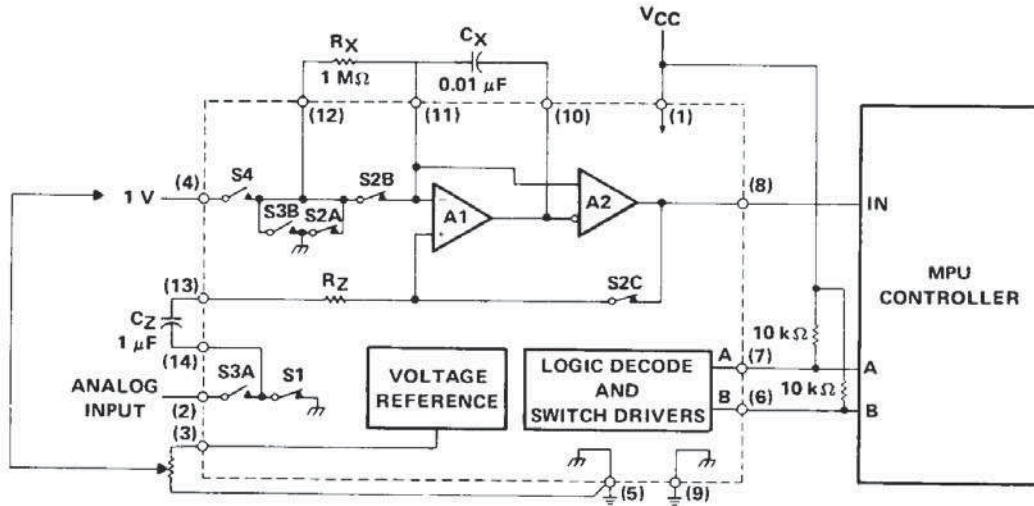 VCC
RX
1 MΩ
CX
0.01 μF
(12)
(11)
(10)
(1)
1 V
(4)
S4
S3B
S2A
S2B
A1
-
+
A2
(8)
IN
MPU
CONTROLLER
(13)
RZ
S2C
CZ
1 μF
(14)
ANALOG
INPUT
(2)
S3A
S1
(3)
VOLTAGE
REFERENCE
LOGIC DECODE
AND
SWITCH DRIVERS
A
B
(7)
(6)
10 kΩ
10 kΩ
A
B
(5)
(9)